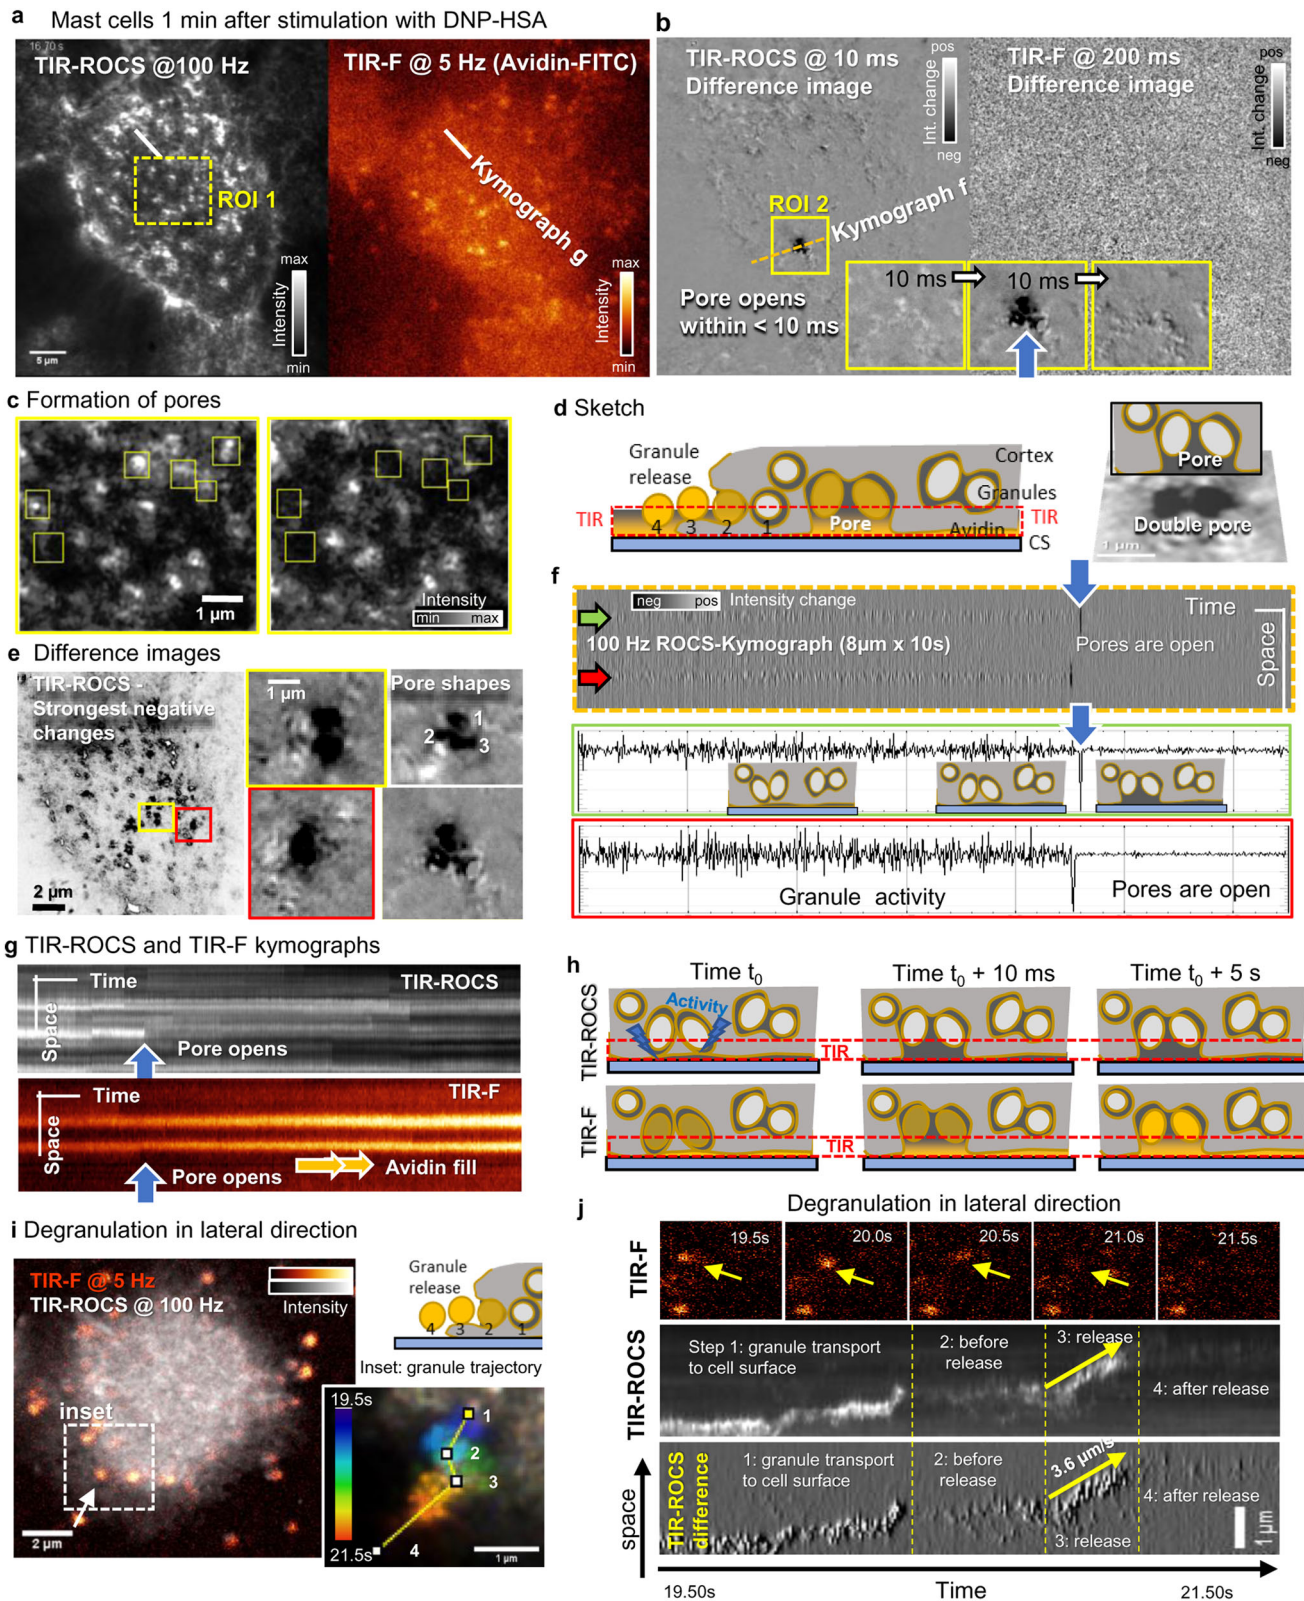 a Mast cells 1 min after stimulation with DNP-HSA
16.70 s
TIR-ROCS @100 Hz
ROI 1
5 µm
max
Intensity
min
TIR-F @ 5 Hz (Avidin-FITC)
Kymograph g
max
Intensity
min
b
TIR-ROCS @ 10 ms
Difference image
pos
Int. change
neg
TIR-F @ 200 ms
Difference image
pos
Int. change
neg
ROI 2
Kymograph f
Pore opens
within < 10 ms
10 ms
10 ms
c Formation of pores
1 µm
Intensity
min max
d Sketch
Granule
release
Cortex
Granules
TIR
TIR
4 3 2 1
Pore
Avidin
CS
Pore
Double pore
1 µm
e Difference images
TIR-ROCS -
Strongest negative
changes
2 µm
1 µm
Pore shapes
1
2
3
f
neg pos Intensity change
Time
100 Hz ROCS-Kymograph (8µm x 10s)
Pores are open
Space
Granule activity
Pores are open
g TIR-ROCS and TIR-F kymographs
Time
TIR-ROCS
Space
Pore opens
Time
TIR-F
Space
Pore opens
Avidin fill
h
Time t0
Time t0 + 10 ms
Time t0 + 5 s
TIR-ROCS
Activity
TIR
TIR-F
TIR
i Degranulation in lateral direction
TIR-F @ 5 Hz
TIR-ROCS @ 100 Hz
Intensity
inset
2 µm
Granule
release
4 3 2 1
Inset: granule trajectory
19.5s
21.5s
1
2
3
4
1 µm
j Degranulation in lateral direction
TIR-F
19.5s
20.0s
20.5s
21.0s
21.5s
TIR-ROCS
Step 1: granule transport
to cell surface
2: before
release
3: release
4: after release
TIR-ROCS
difference
1: granule transport
to cell surface
2: before
release
3.6 µm/s
3: release
4: after release
1 µm
space
19.50s
Time
21.50s